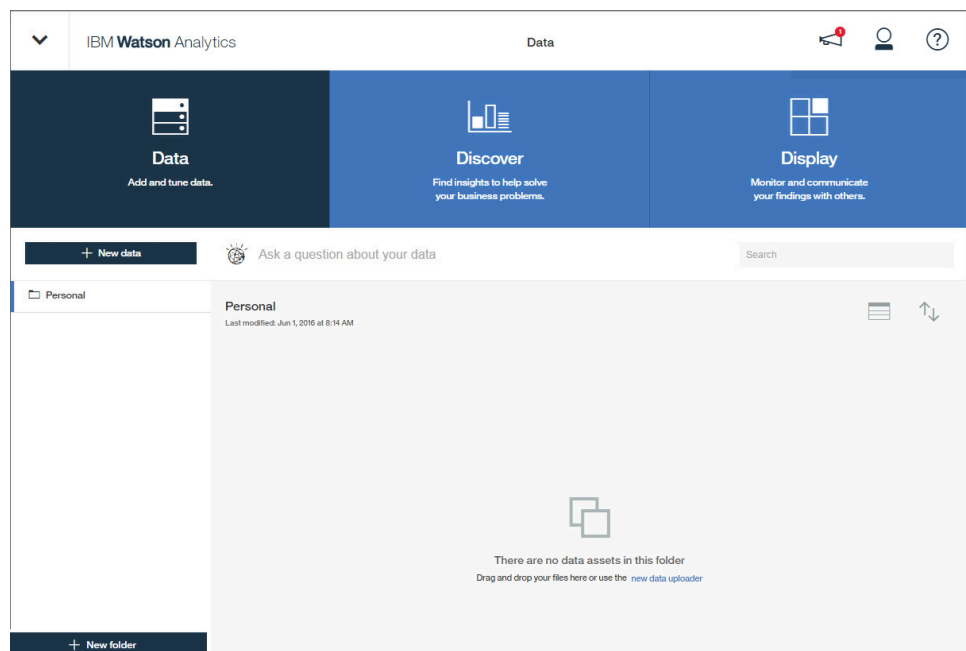 IBM Watson Analytics
Data
1
?
Data
Add and tune data.
Discover
Find insights to help solve
your business problems.
Display
Monitor and communicate
your findings with others.
+ New data
Ask a question about your data
Search
Personal
Personal
Last modified: Jun 1, 2016 at 8:14 AM
There are no data assets in this folder
Drag and drop your files here or use the new data uploader
+ New folder